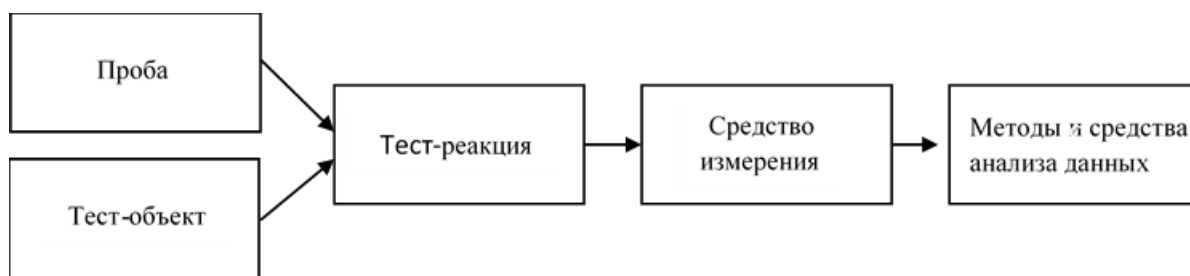 Проба
Тест-объект
Тест-реакция
Средство
измерения
Методы и средства
анализа данных